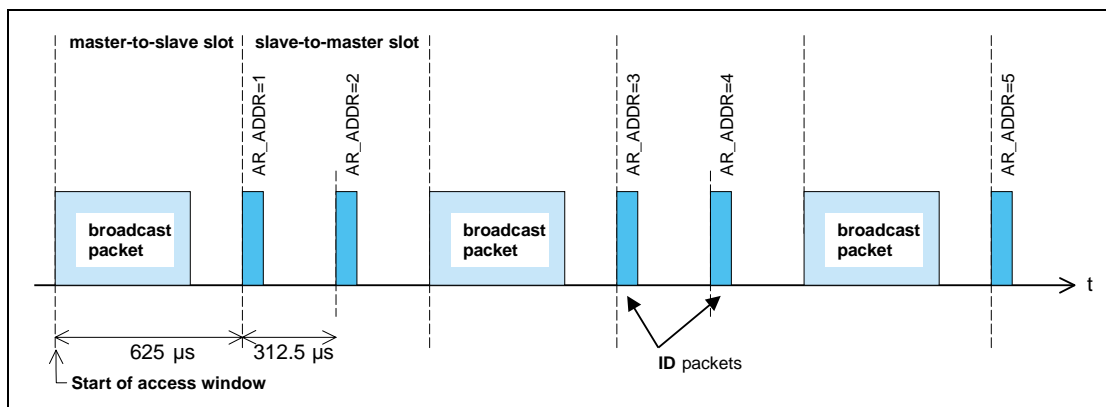 master-to-slave slot
slave-to-master slot
AR_ADDR=1
AR_ADDR=2
AR_ADDR=3
AR_ADDR=4
AR_ADDR=5
broadcast
packet
broadcast
packet
broadcast
packet
t
625 µs
312.5 µs
ID packets
Start of access window